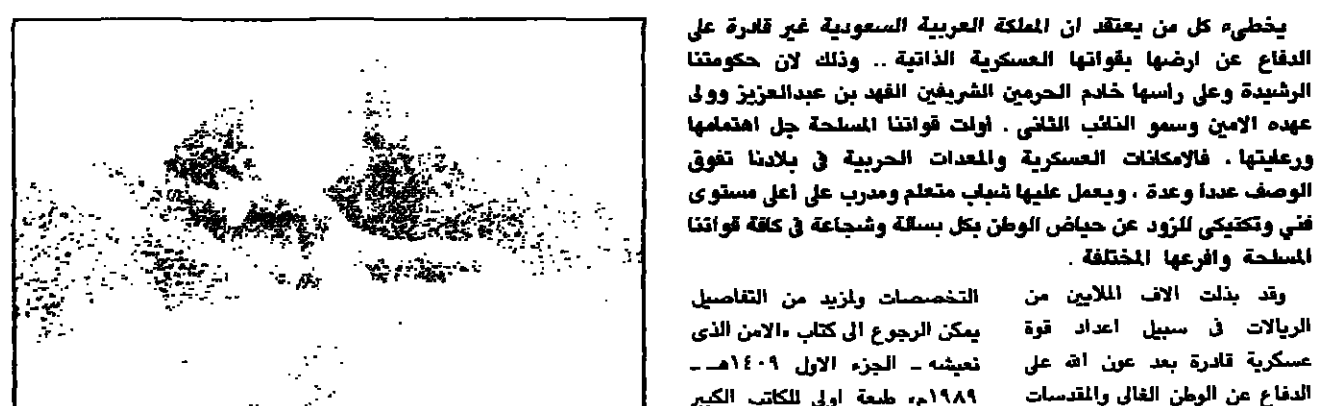 يخطىء كل من يعتقد ان المملكة العربية السعودية غير قادرة على
الدفاع عن ارضها بقواتها العسكرية الذاتية .. وذلك لان حكومتنا
الرشيدة وعلى راسها خادم الحرمين الشريفين الفهد بن عبدالعزيز وولى
عهده الامين وسمو النائب الثانى . أولت قواتنا المسلحة جل اهتمامها
ورعايتها . فالامكانات العسكرية والمعدات الحربية فى بلادنا تفوق
الوصف عددا وعدة ، ويعمل عليها شباب متعلم ومدرب على أعلى مستوى
فني وتكتيكى للزود عن حياض الوطن بكل بسالة وشجاعة فى كافة قواتنا
المسلحة وافرعها المختلفة .
وقد بذلت الاف الملايين من
الريالات فى سبيل اعداد قوة
عسكرية قادرة بعد عون الله على
الدفاع عن الوطن الغالى والمقدسات
التخصصات ولمزيد من التفاصيل
يمكن الرجوع الى كتاب «الامن الذى
نعيشه ـ الجزء الاول ١٤٠٩هـ ـ
١٩٨٩م» طبعة اولى للكاتب الكبير